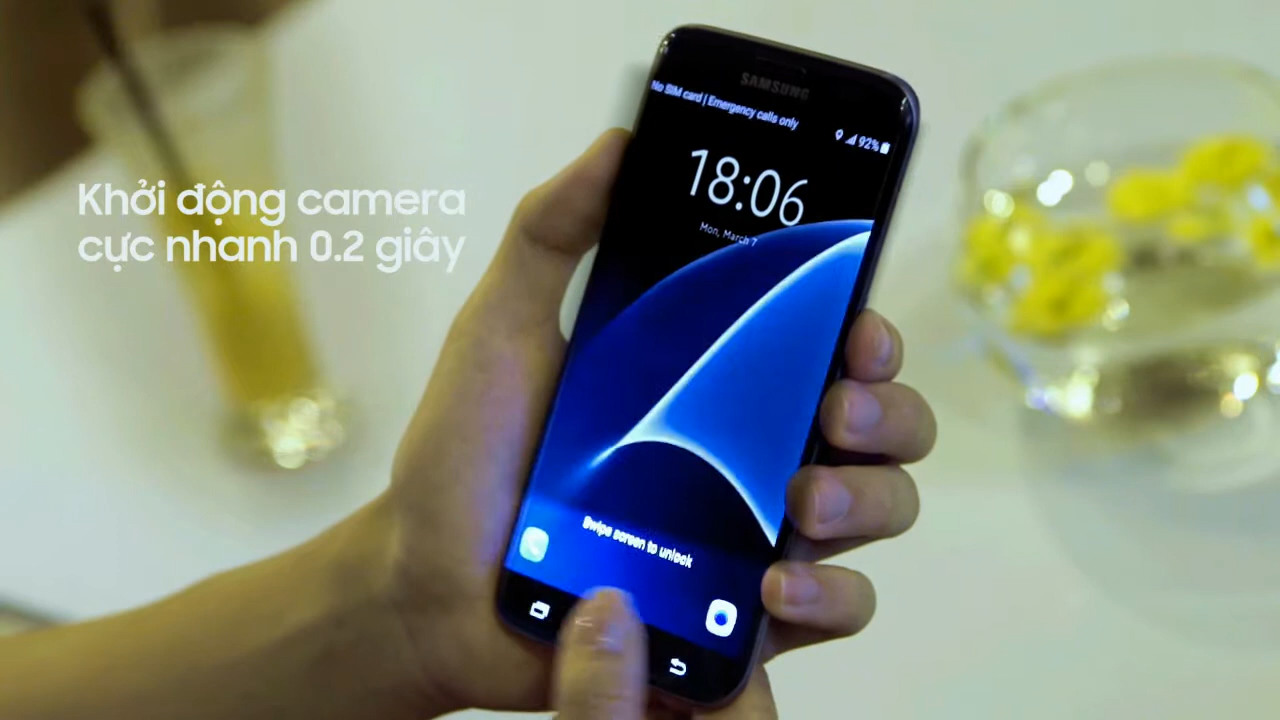 Khởi động camera
cực nhanh 0.2 giây
SAMSUNG
No SIM card | Emergency calls only
92%
18:06
Mon, March 7
Swipe screen to unlock